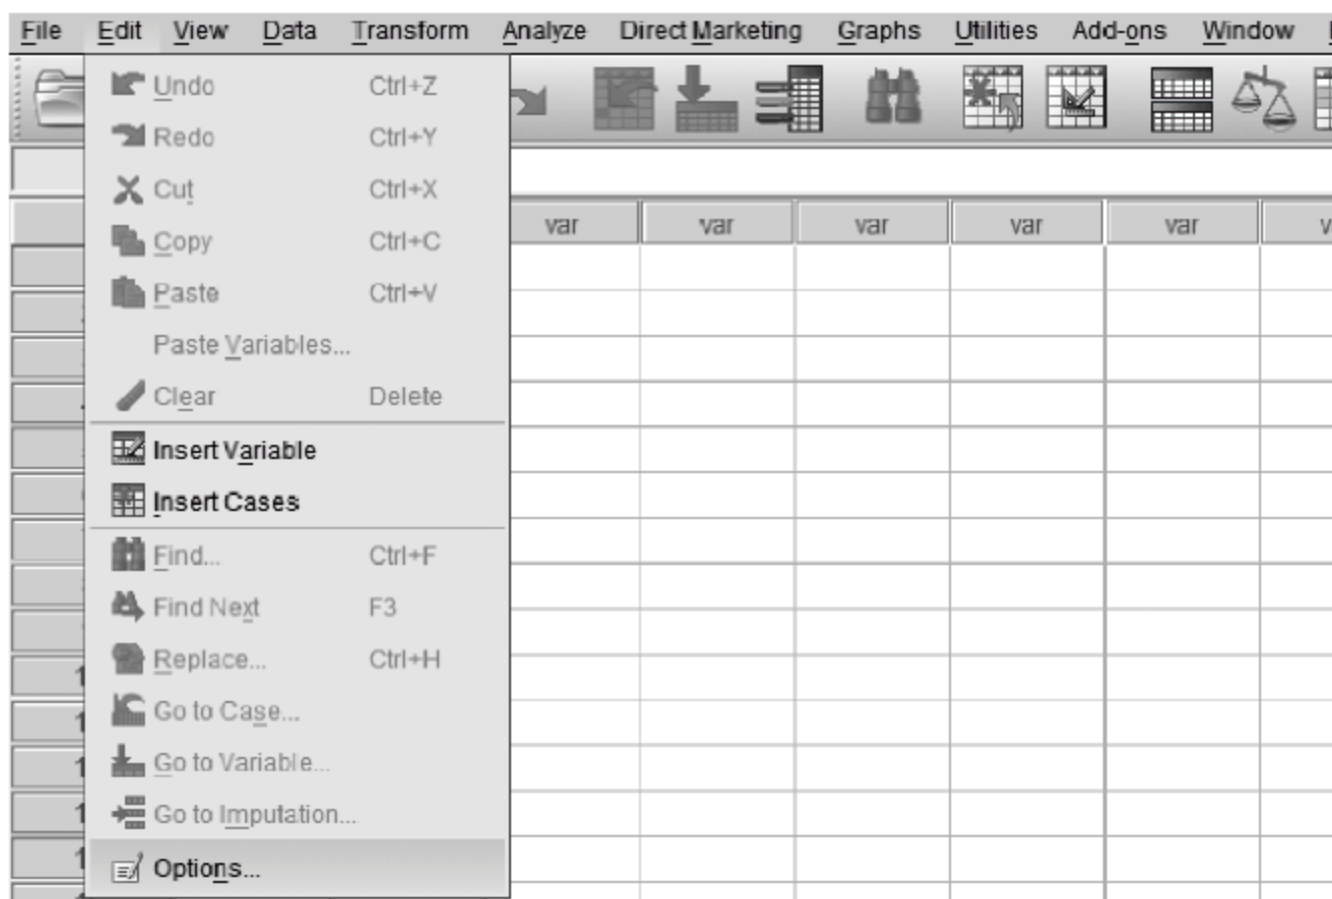 File Edit View Data Transform Analyze Direct Marketing Graphs Utilities Add-ons Window
Undo Ctrl+Z
Redo Ctrl+Y
Cut Ctrl+X
Copy Ctrl+C
var var var var var
Paste Ctrl+V
Paste Variables...
Clear Delete
Insert Variable
Insert Cases
Find... Ctrl+F
Find Next F3
Replace... Ctrl+H
Go to Case...
Go to Variable...
Go to Imputation...
Options...